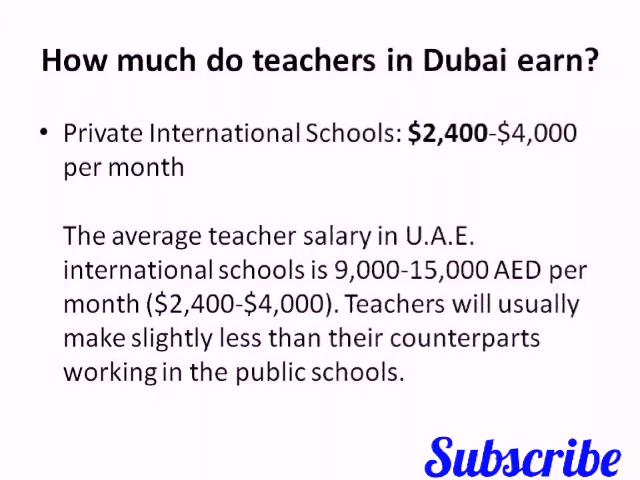 How much do teachers in Dubai earn?
• Private International Schools: $2,400-$4,000
per month
The average teacher salary in U.A.E.
international schools is 9,000-15,000 AED per
month ($2,400-$4,000). Teachers will usually
make slightly less than their counterparts
working in the public schools.
Subscribe